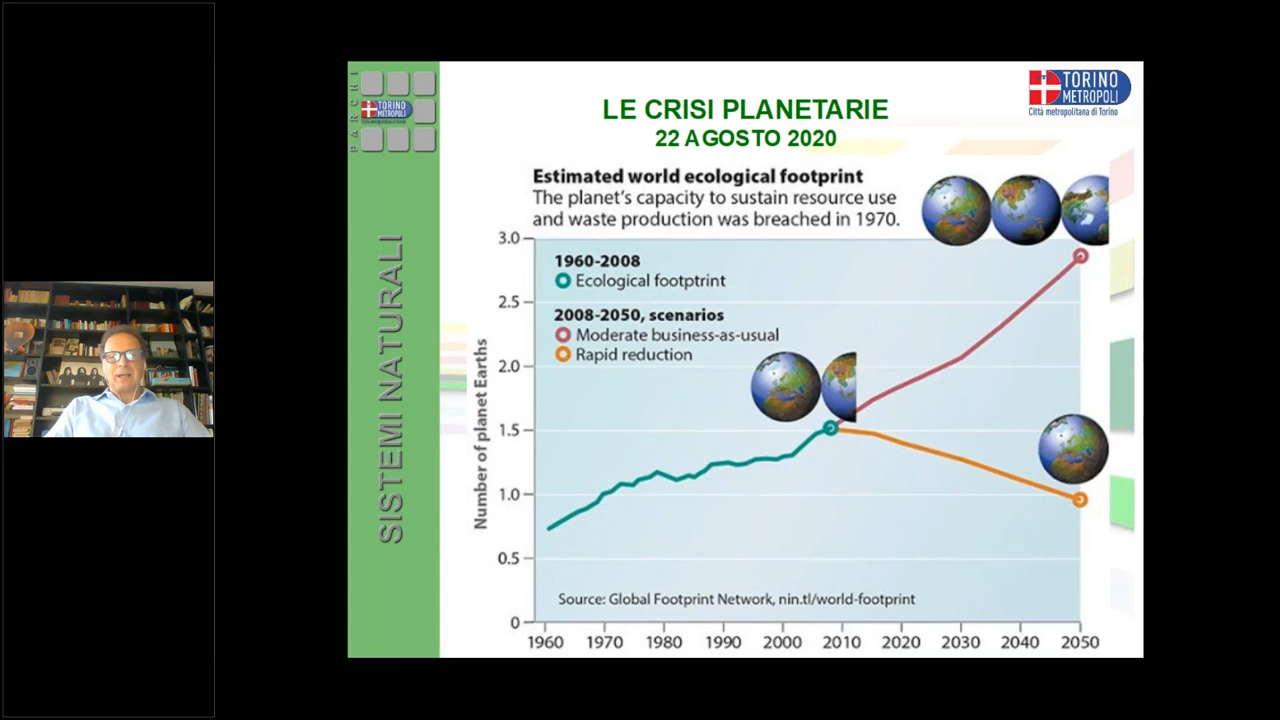 PARCHI
TORINO
METROPOLI
SISTEMI NATURALI
TORINO
METROPOLI
Città metropolitana di Torino
LE CRISI PLANETARIE
22 AGOSTO 2020
Estimated world ecological footprint
The planet's capacity to sustain resource use
and waste production was breached in 1970.
1960-2008
Ecological footptrint
2008-2050, scenarios
Moderate business-as-usual
Rapid reduction
Number of planet Earths
3.0
2.5
2.0
1.5
1.0
0.5
0
Source: Global Footprint Network, nin.tl/world-footprint
1960 1970 1980 1990 2000 2010 2020 2030 2040 2050